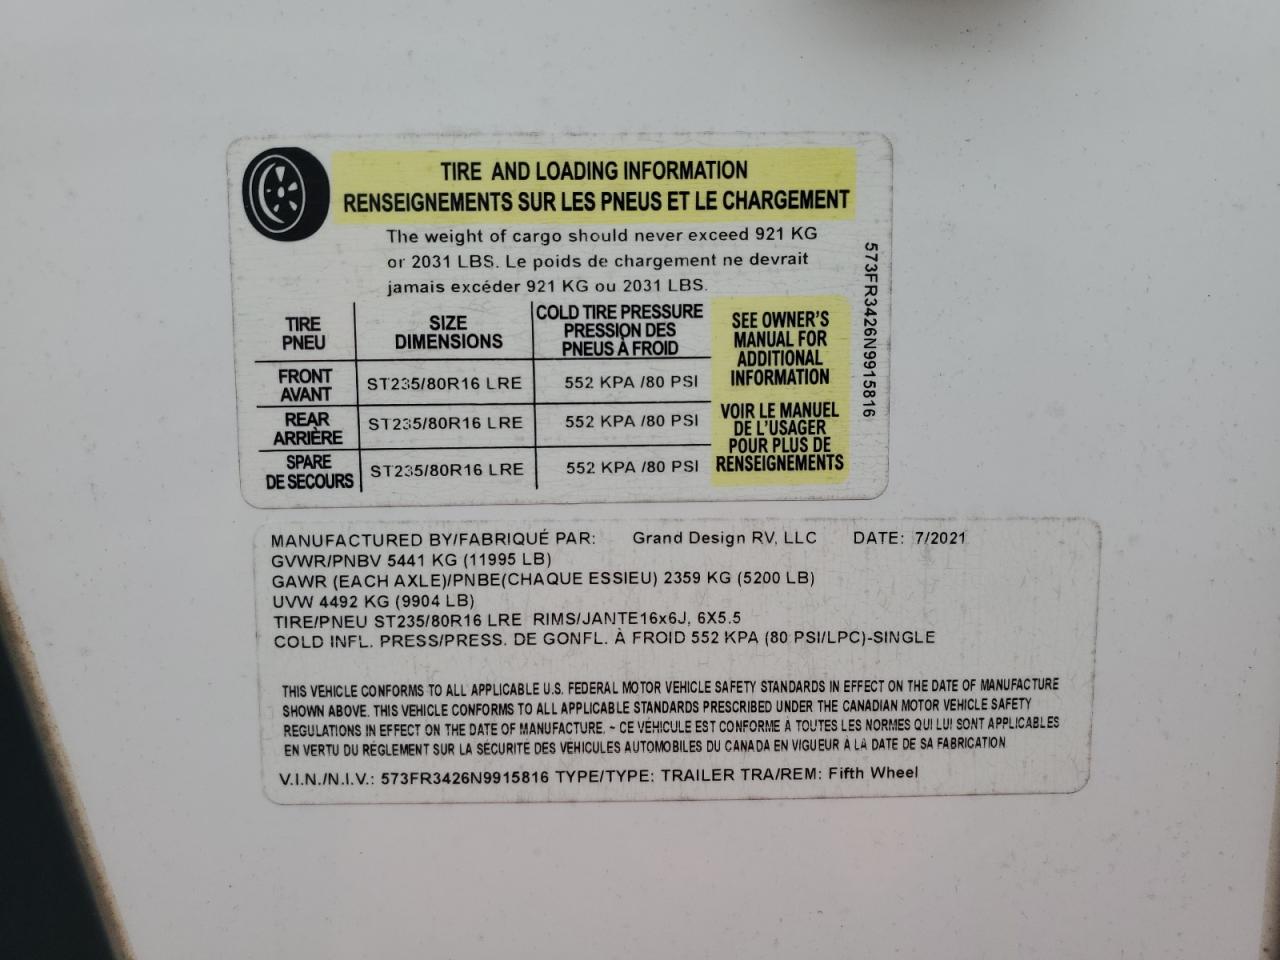 TIRE AND LOADING INFORMATION
RENSEIGNEMENTS SUR LES PNEUS ET LE CHARGEMENT
The weight of cargo should never exceed 921 KG
or 2031 LBS. Le poids de chargement ne devrait
jamais excéder 921 KG ou 2031 LBS.
TIRE
PNEU
SIZE
DIMENSIONS
COLD TIRE PRESSURE
PRESSION DES
PNEUS À FROID
FRONT
AVANT
ST235/80R16 LRE
552 KPA /80 PSI
REAR
ARRIÈRE
ST235/80R16 LRE
552 KPA /80 PSI
SPARE
DE SECOURS
ST235/80R16 LRE
552 KPA /80 PSI
SEE OWNER'S
MANUAL FOR
ADDITIONAL
INFORMATION
VOIR LE MANUEL
DE L'USAGER
POUR PLUS DE
RENSEIGNEMENTS
573FR3426N9915816
MANUFACTURED BY/FABRIQUÉ PAR: Grand Design RV, LLC DATE: 7/2021
GVWR/PNBV 5441 KG (11995 LB)
GAWR (EACH AXLE)/PNBE(CHAQUE ESSIEU) 2359 KG (5200 LB)
UVW 4492 KG (9904 LB)
TIRE/PNEU ST235/80R16 LRE RIMS/JANTE16x6J, 6X5.5
COLD INFL. PRESS/PRESS. DE GONFL. À FROID 552 KPA (80 PSI/LPC)-SINGLE
THIS VEHICLE CONFORMS TO ALL APPLICABLE U.S. FEDERAL MOTOR VEHICLE SAFETY STANDARDS IN EFFECT ON THE DATE OF MANUFACTURE
SHOWN ABOVE. THIS VEHICLE CONFORMS TO ALL APPLICABLE STANDARDS PRESCRIBED UNDER THE CANADIAN MOTOR VEHICLE SAFETY
REGULATIONS IN EFFECT ON THE DATE OF MANUFACTURE. ~ CE VÉHICULE EST CONFORME À TOUTES LES NORMES QUI LUI SONT APPLICABLES
EN VERTU DU RÉGLEMENT SUR LA SÉCURITÉ DES VÉHICULES AUTOMOBILES DU CANADA EN VIGUEUR À LA DATE DE SA FABRICATION
V.I.N./N.I.V.: 573FR3426N9915816 TYPE/TYPE: TRAILER TRA/REM: Fifth Wheel